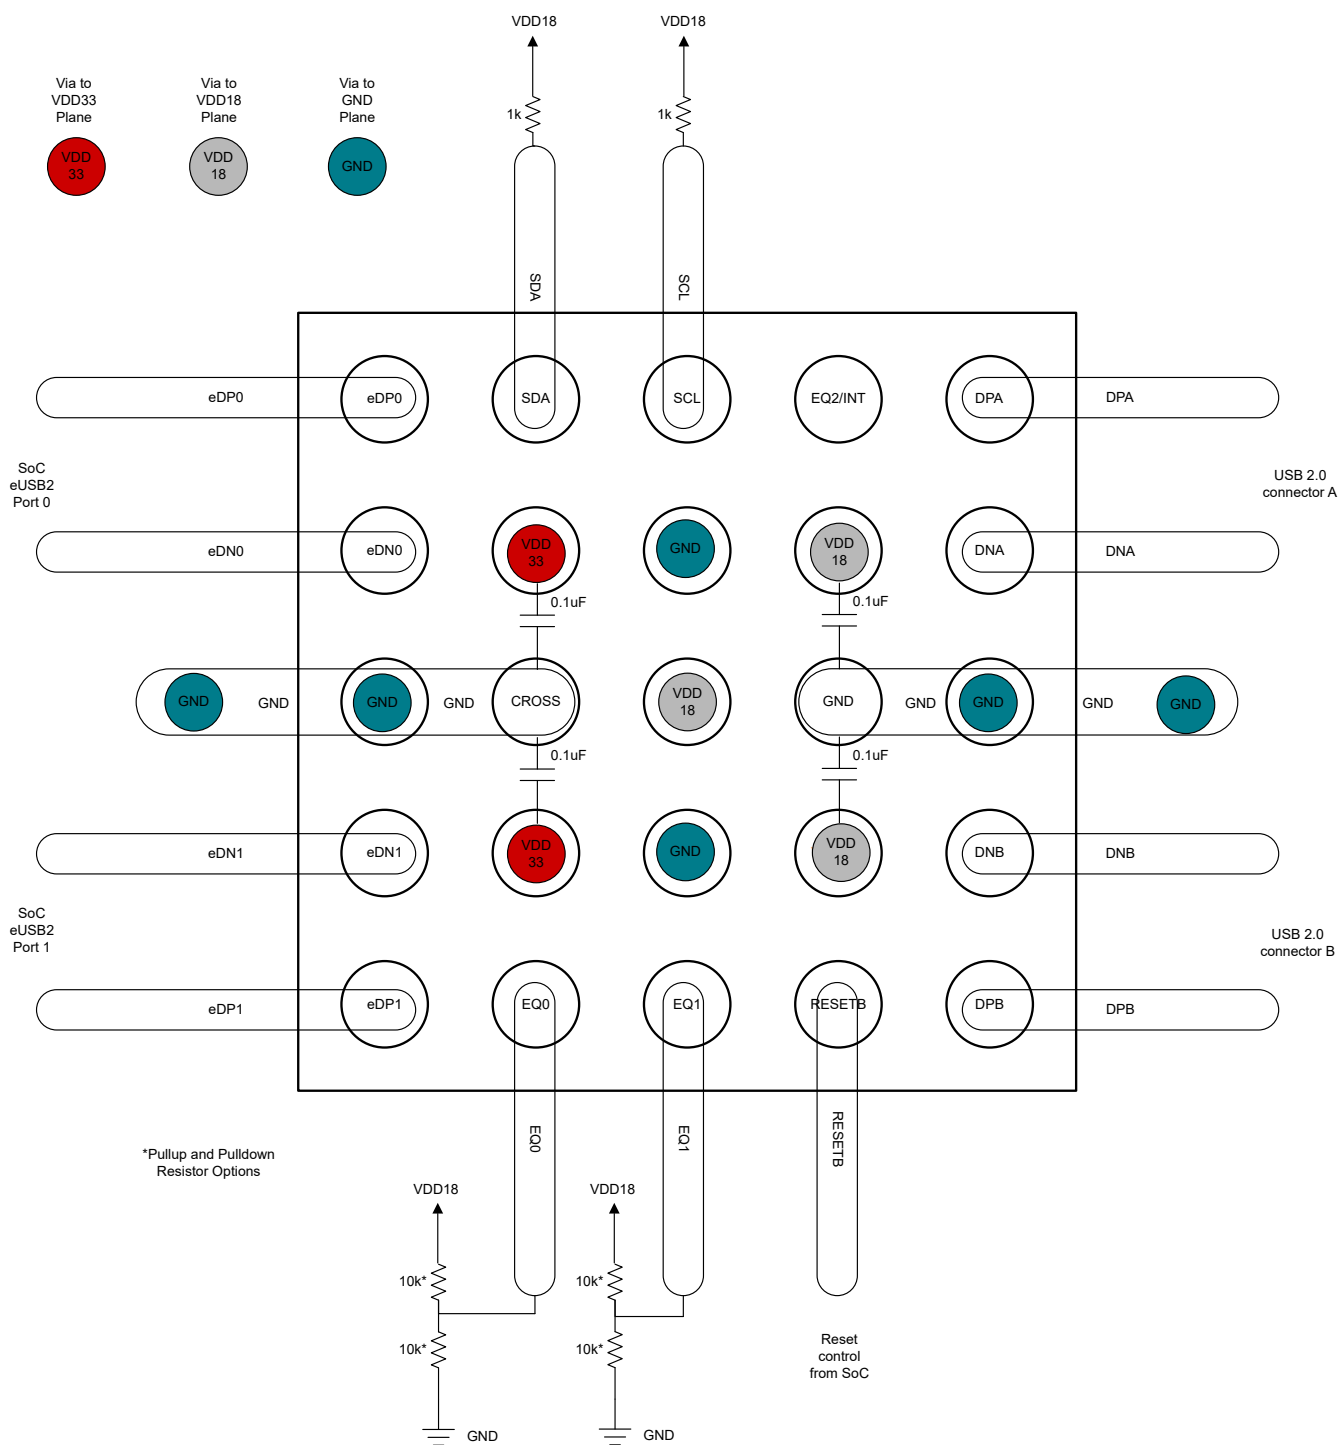 VDD18
VDD18
Via to
VDD33
Plane
Via to
VDD18
Plane
Via to
GND
Plane
1k
1k
VDD
33
VDD
18
GND
SDA
SCL
eDP0
eDP0
SDA
SCL
EQ2/INT
DPA
DPA
SoC
eUSB2
Port 0
USB 2.0
connector A
eDN0
eDN0
VDD
33
GND
VDD
18
DNA
DNA
0.1uF
0.1uF
GND
GND
GND
GND
CROSS
VDD
18
GND
GND
GND
GND
GND
0.1uF
0.1uF
eDN1
eDN1
VDD
33
GND
VDD
18
DNB
DNB
SoC
eUSB2
Port 1
USB 2.0
connector B
eDP1
eDP1
EQ0
EQ1
RESETB
DPB
DPB
EQ0
EQ1
RESETB
*Pullup and Pulldown
Resistor Options
VDD18
VDD18
10k*
10k*
10k*
10k*
Reset
control
from SoC
GND
GND